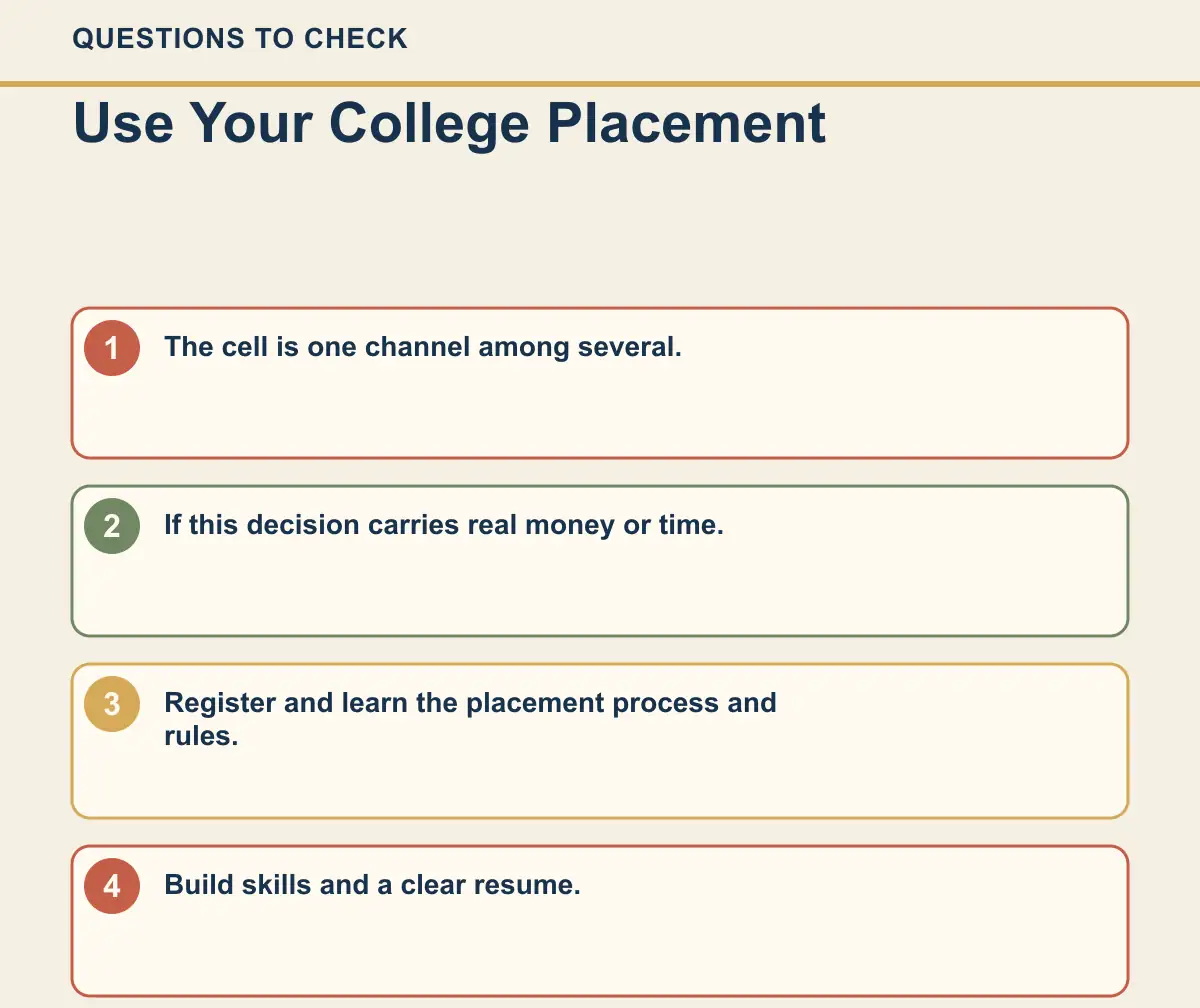 QUESTIONS TO CHECK
Use Your College Placement
1
The cell is one channel among several.
2
If this decision carries real money or time.
3
Register and learn the placement process and
rules.
4
Build skills and a clear resume.